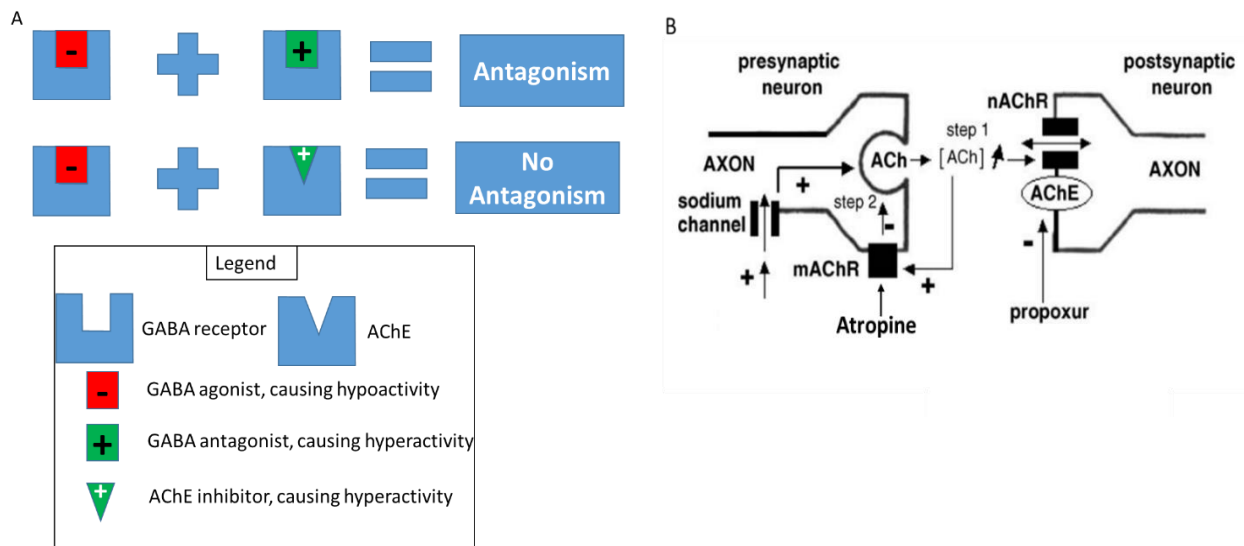 A
-
+
Antagonism
-
+
No
Antagonism
Legend
GABA receptor
AChE
-
GABA agonist, causing hypoactivity
+
GABA antagonist, causing hyperactivity
+
AChE inhibitor, causing hyperactivity
B
presynaptic
neuron
postsynaptic
neuron
nAChR
step 1
ACh
[ACh]
AXON
AXON
+
AChE
step 2
sodium
channel
-
-
mAChR
+
+
propoxur
Atropine